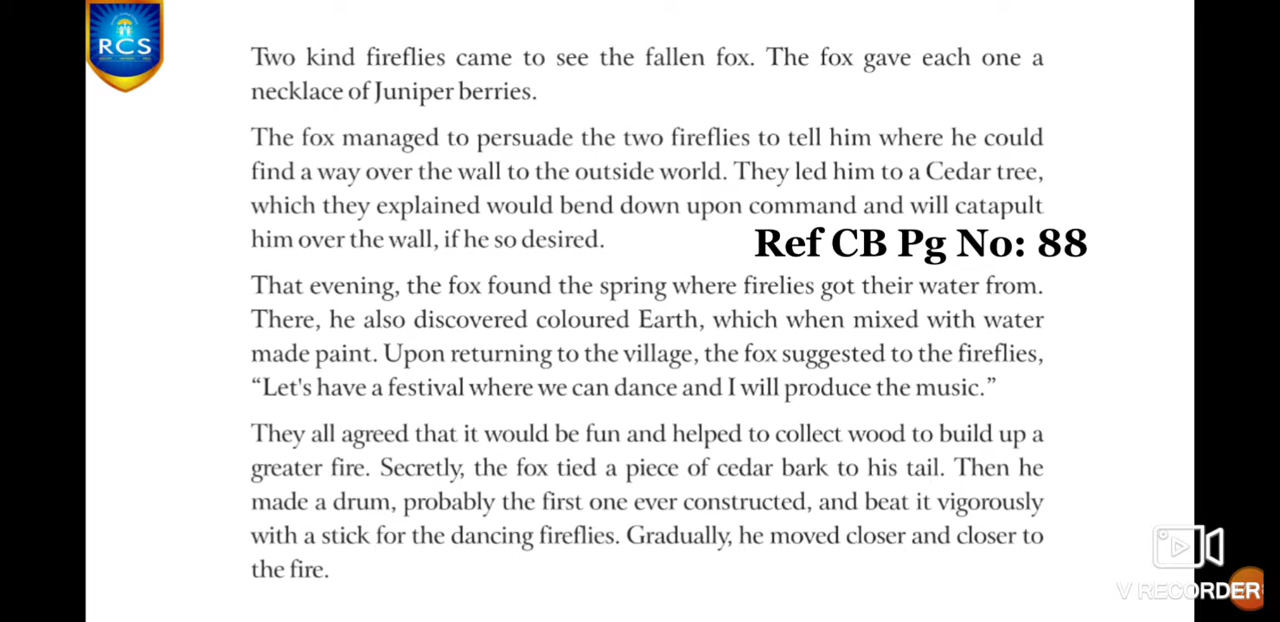 RCS
Two kind fireflies came to see the fallen fox. The fox gave each one a
necklace of Juniper berries.
The fox managed to persuade the two fireflies to tell him where he could
find a way over the wall to the outside world. They led him to a Cedar tree,
which they explained would bend down upon command and will catapult
him over the wall, if he so desired.
Ref CB Pg No: 88
That evening, the fox found the spring where firelies got their water from.
There, he also discovered coloured Earth, which when mixed with water
made paint. Upon returning to the village, the fox suggested to the fireflies,
“Let's have a festival where we can dance and I will produce the music.”
They all agreed that it would be fun and helped to collect wood to build up a
greater fire. Secretly, the fox tied a piece of cedar bark to his tail. Then he
made a drum, probably the first one ever constructed, and beat it vigorously
with a stick for the dancing fireflies. Gradually, he moved closer and closer to
the fire.
V RECORDER